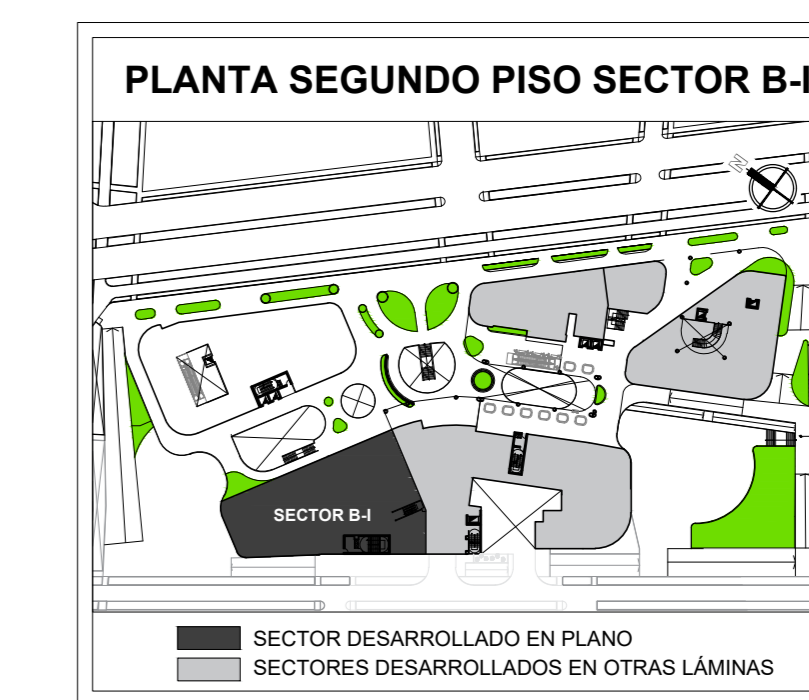 PLANTA SEGUNDO PISO SECTOR B-I
N
SECTOR B-I
SECTOR DESARROLLADO EN PLANO
SECTORES DESARROLLADOS EN OTRAS LÁMINAS